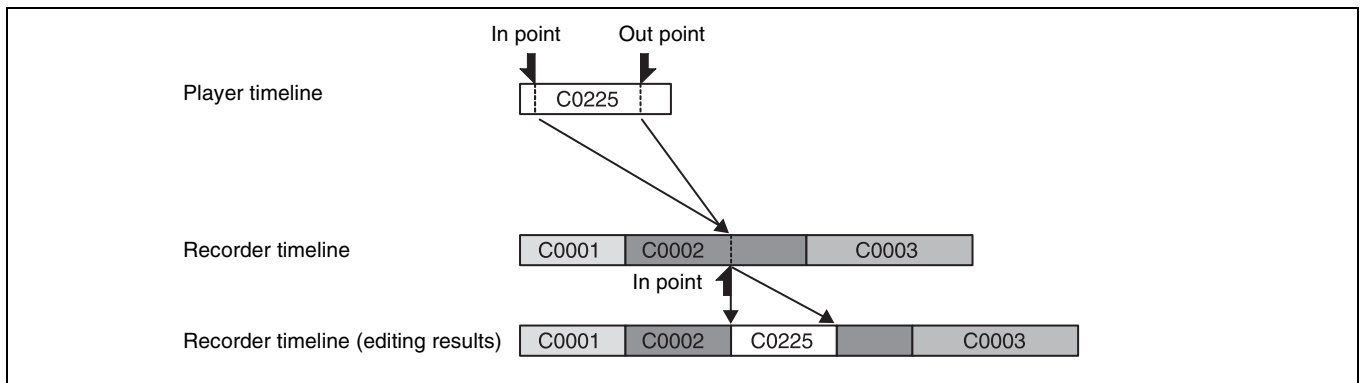 In point Out point
Player timeline C0225
Recorder timeline C0001 C0002 C0003
In point
Recorder timeline (editing results) C0001 C0002 C0225 C0003